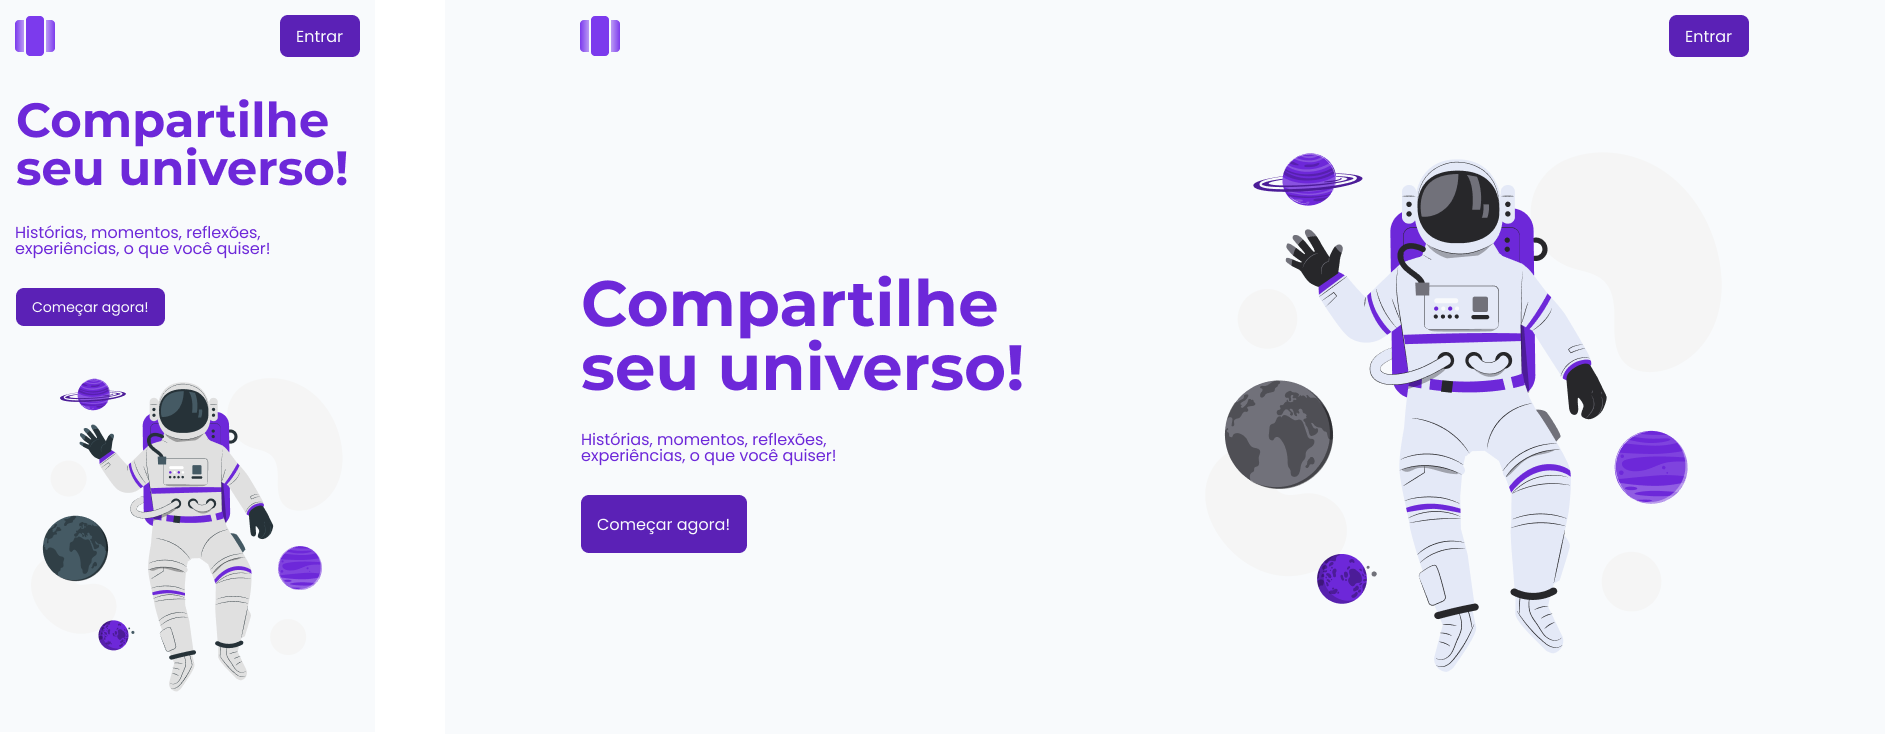 Entrar
Compartilhe
seu universo!
Histórias, momentos, reflexões,
experiências, o que você quiser!
Começar agora!
Entrar
Compartilhe
seu universo!
Histórias, momentos, reflexões,
experiências, o que você quiser!
Começar agora!